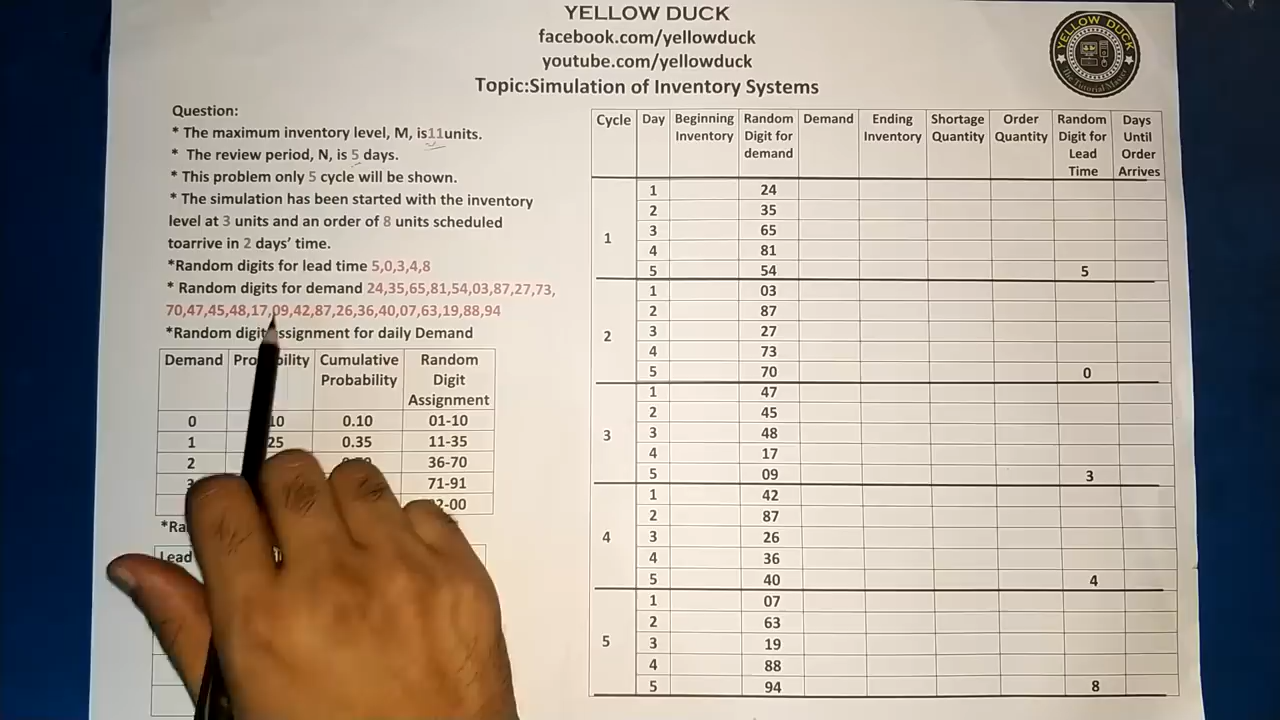 YELLOW DUCK
facebook.com/yellowduck
youtube.com/yellowduck
Topic:Simulation of Inventory Systems
YELLOW DUCK
The Tutorial Master
Question:
* The maximum inventory level, M, is11units.
* The review period, N, is 5 days.
* This problem only 5 cycle will be shown.
* The simulation has been started with the inventory
level at 3 units and an order of 8 units scheduled
toarrive in 2 days’ time.
*Random digits for lead time 5,0,3,4,8
* Random digits for demand 24,35,65,81,54,03,87,27,73,
70,47,45,48,17,09,42,87,26,36,40,07,63,19,88,94
*Random digit assignment for daily Demand
Demand Probability Cumulative Probability Random Digit Assignment
0 0.10 01-10
1 25 0.35 11-35
2 36-70
71-91
*Ra
Lead
Cycle Day Beginning Inventory Random Digit for demand Demand Ending Inventory Shortage Quantity Order Quantity Random Digit for Lead Time Days Until Order Arrives
1 1 24
2 35
3 65
4 81
5 54 5
2 1 03
2 87
3 27
4 73
5 70 0
3 1 47
2 45
3 48
4 17
5 09 3
4 1 42
2 87
3 26
4 36
5 40 4
5 1 07
2 63
3 19
4 88
5 94 8